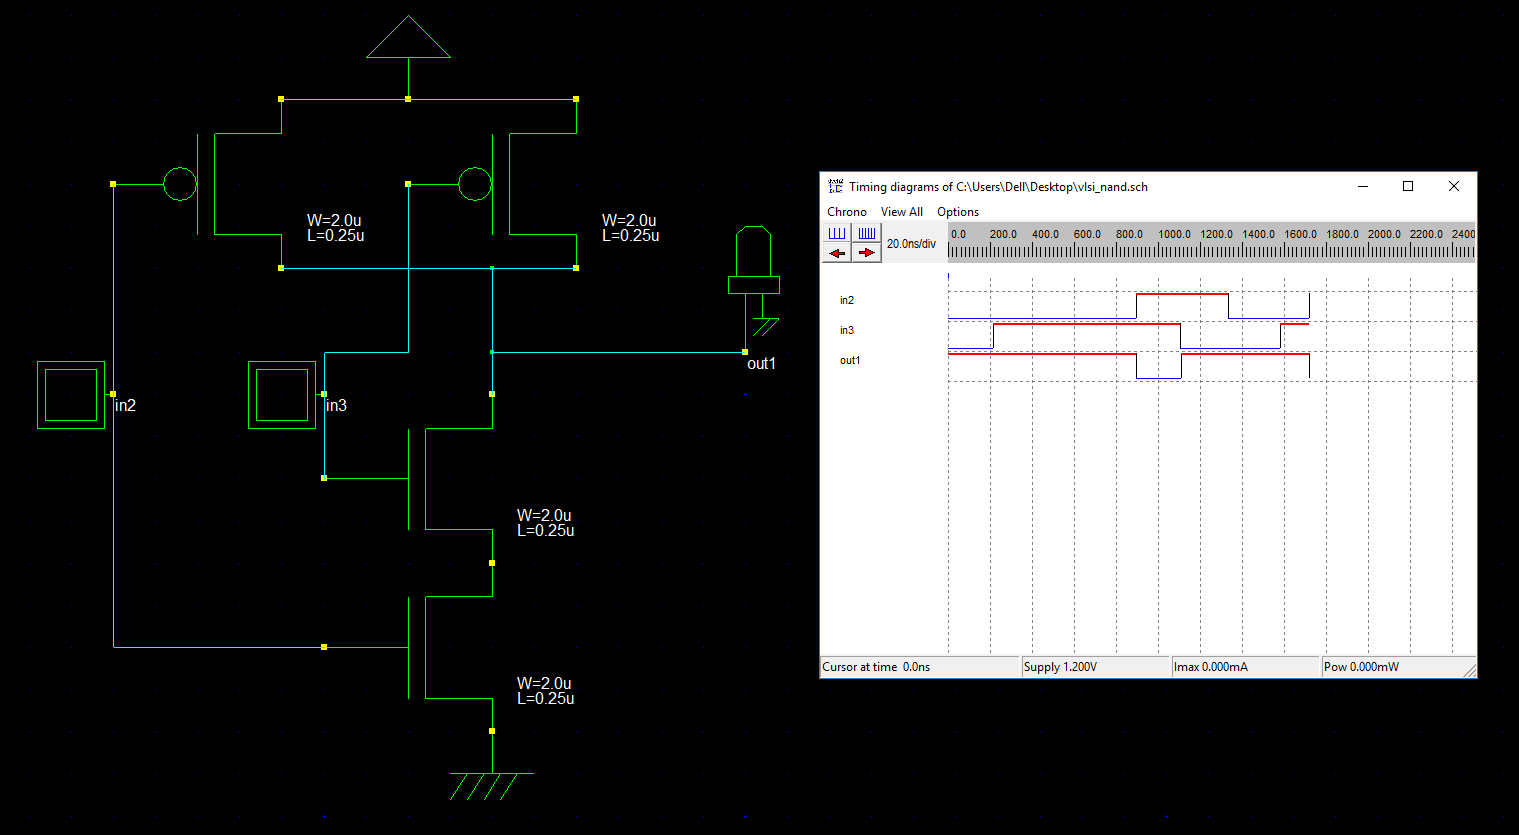 W=2.0u
L=0.25u
W=2.0u
L=0.25u
out1
in2
in3
W=2.0u
L=0.25u
W=2.0u
L=0.25u
Timing diagrams of C:\Users\Dell\Desktop\vlsi_nand.sch
Chrono View All Options
20.0ns/div
0.0 200.0 400.0 600.0 800.0 1000.0 1200.0 1400.0 1600.0 1800.0 2000.0 2200.0 2400
in2
in3
out1
Cursor at time 0.0ns Supply 1.200V Imax 0.000mA Pow 0.000mW